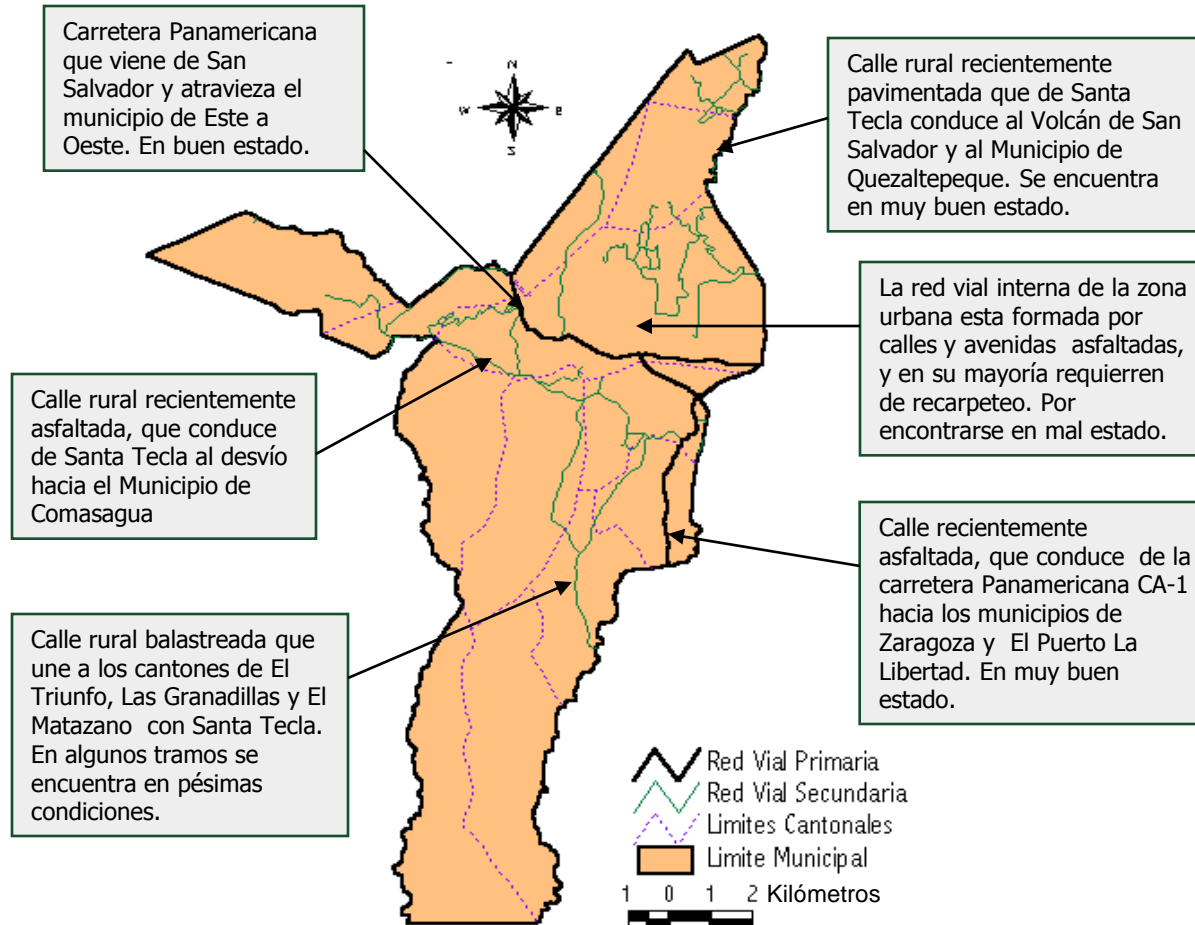 Carretera Panamericana
que viene de San
Salvador y atravieza el
municipio de Este a
Oeste. En buen estado.
N
W
E
S
Calle rural recientemente
pavimentada que de Santa
Tecla conduce al Volcán de San
Salvador y al Municipio de
Quezaltepeque. Se encuentra
en muy buen estado.
La red vial interna de la zona
urbana esta formada por
calles y avenidas asfaltadas,
y en su mayoría requierren
de recarpeteo. Por
encontrarse en mal estado.
Calle rural recientemente
asfaltada, que conduce
de Santa Tecla al desvío
hacia el Municipio de
Comasagua
Calle recientemente
asfaltada, que conduce de la
carretera Panamericana CA-1
hacia los municipios de
Zaragoza y El Puerto La
Libertad. En muy buen
estado.
Calle rural balastreada que
une a los cantones de El
Triunfo, Las Granadillas y El
Matazano con Santa Tecla.
En algunos tramos se
encuentra en pésimas
condiciones.
Red Vial Primaria
Red Vial Secundaria
Limites Cantonales
Limite Municipal
1 0 1 2 Kilómetros